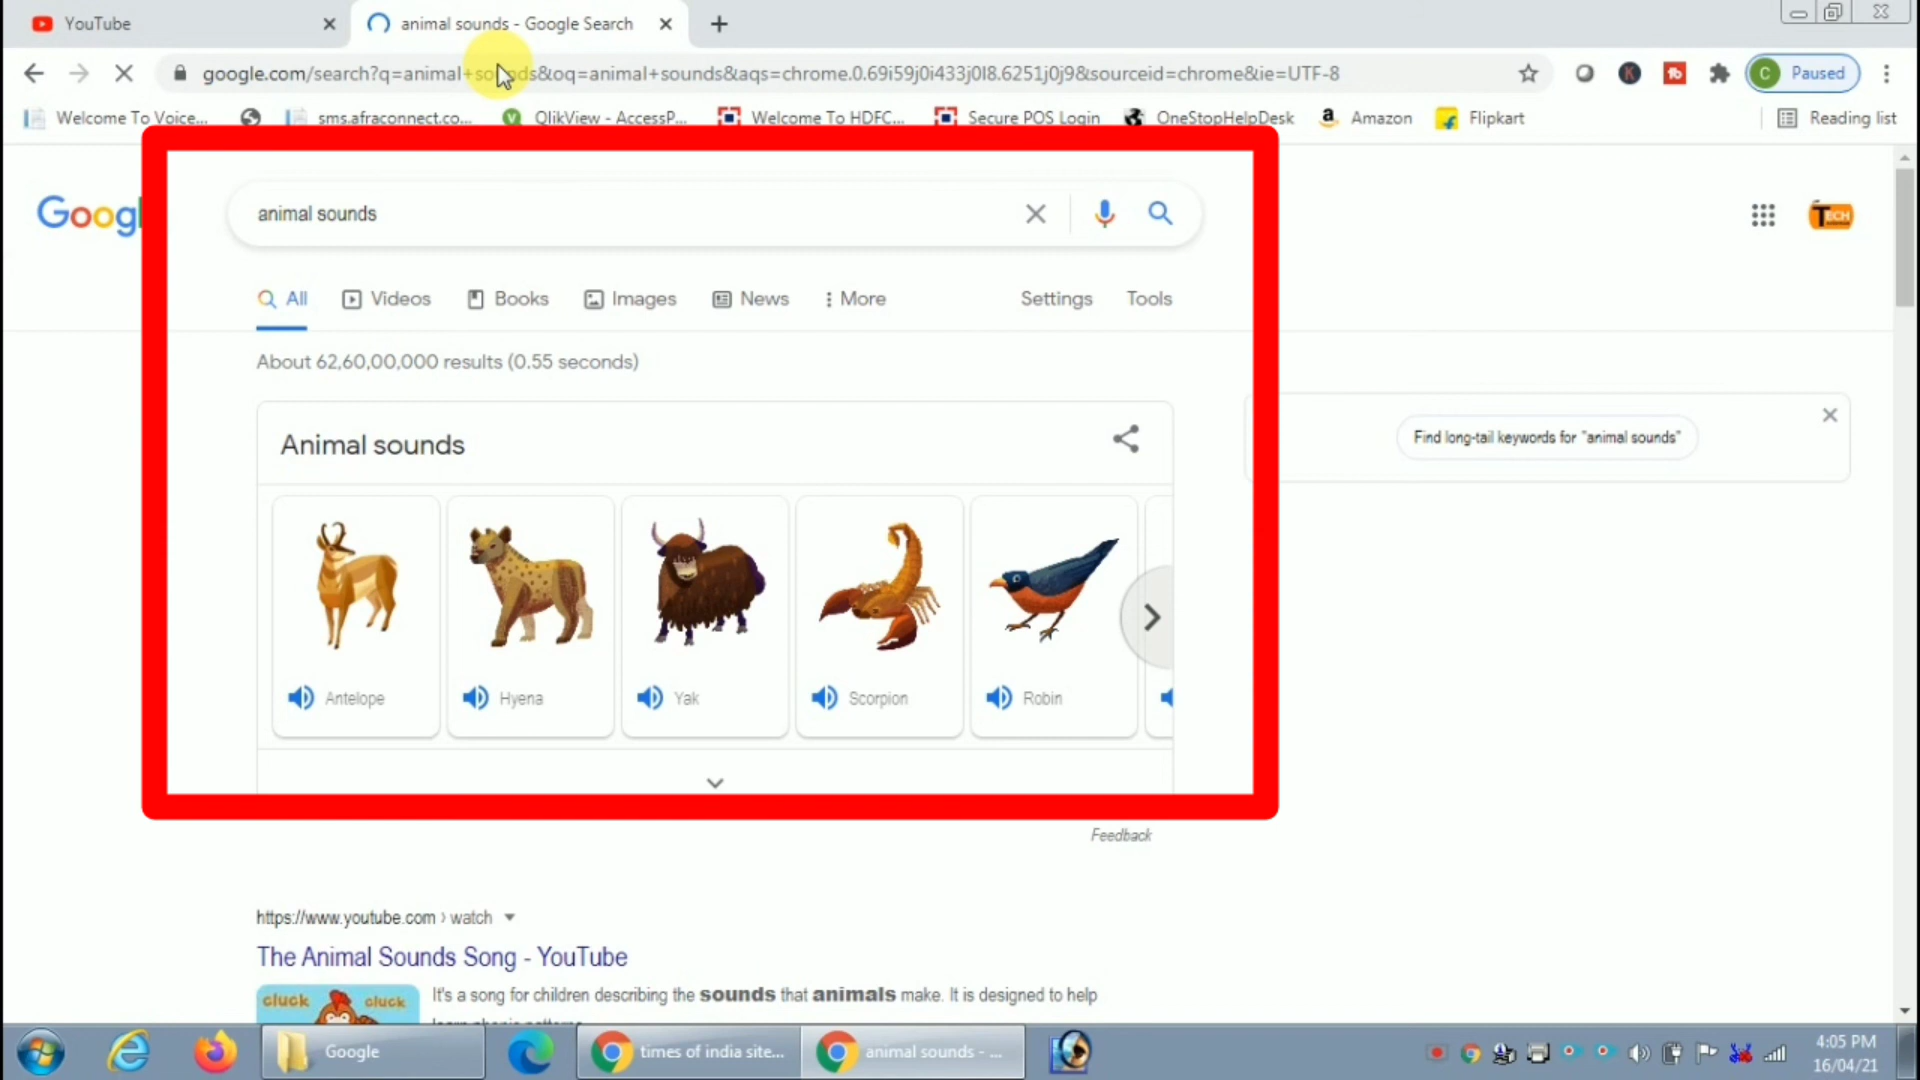 YouTube
animal sounds - Google Search
google.com/search?q=animal+sounds&oq=animal+sounds&aqs=chrome.0.69i59j0i433j0l8.6251j0j9&sourceid=chrome&ie=UTF-8
C Paused
Welcome To Voice...
sms.afraconnect.co...
QlikView - AccessP...
Welcome To HDFC...
Secure POS Login
OneStopHelpDesk
Amazon
Flipkart
Reading list
Googl
animal sounds
TECH
All
Videos
Books
Images
News
More
Settings
Tools
About 62,60,00,000 results (0.55 seconds)
Animal sounds
Find long-tail keywords for "animal sounds"
Antelope
Hyena
Yak
Scorpion
Robin
Feedback
https://www.youtube.com › watch
The Animal Sounds Song - YouTube
cluck cluck
It's a song for children describing the sounds that animals make. It is designed to help
Google
times of india site...
animal sounds - ...
4:05 PM
16/04/21